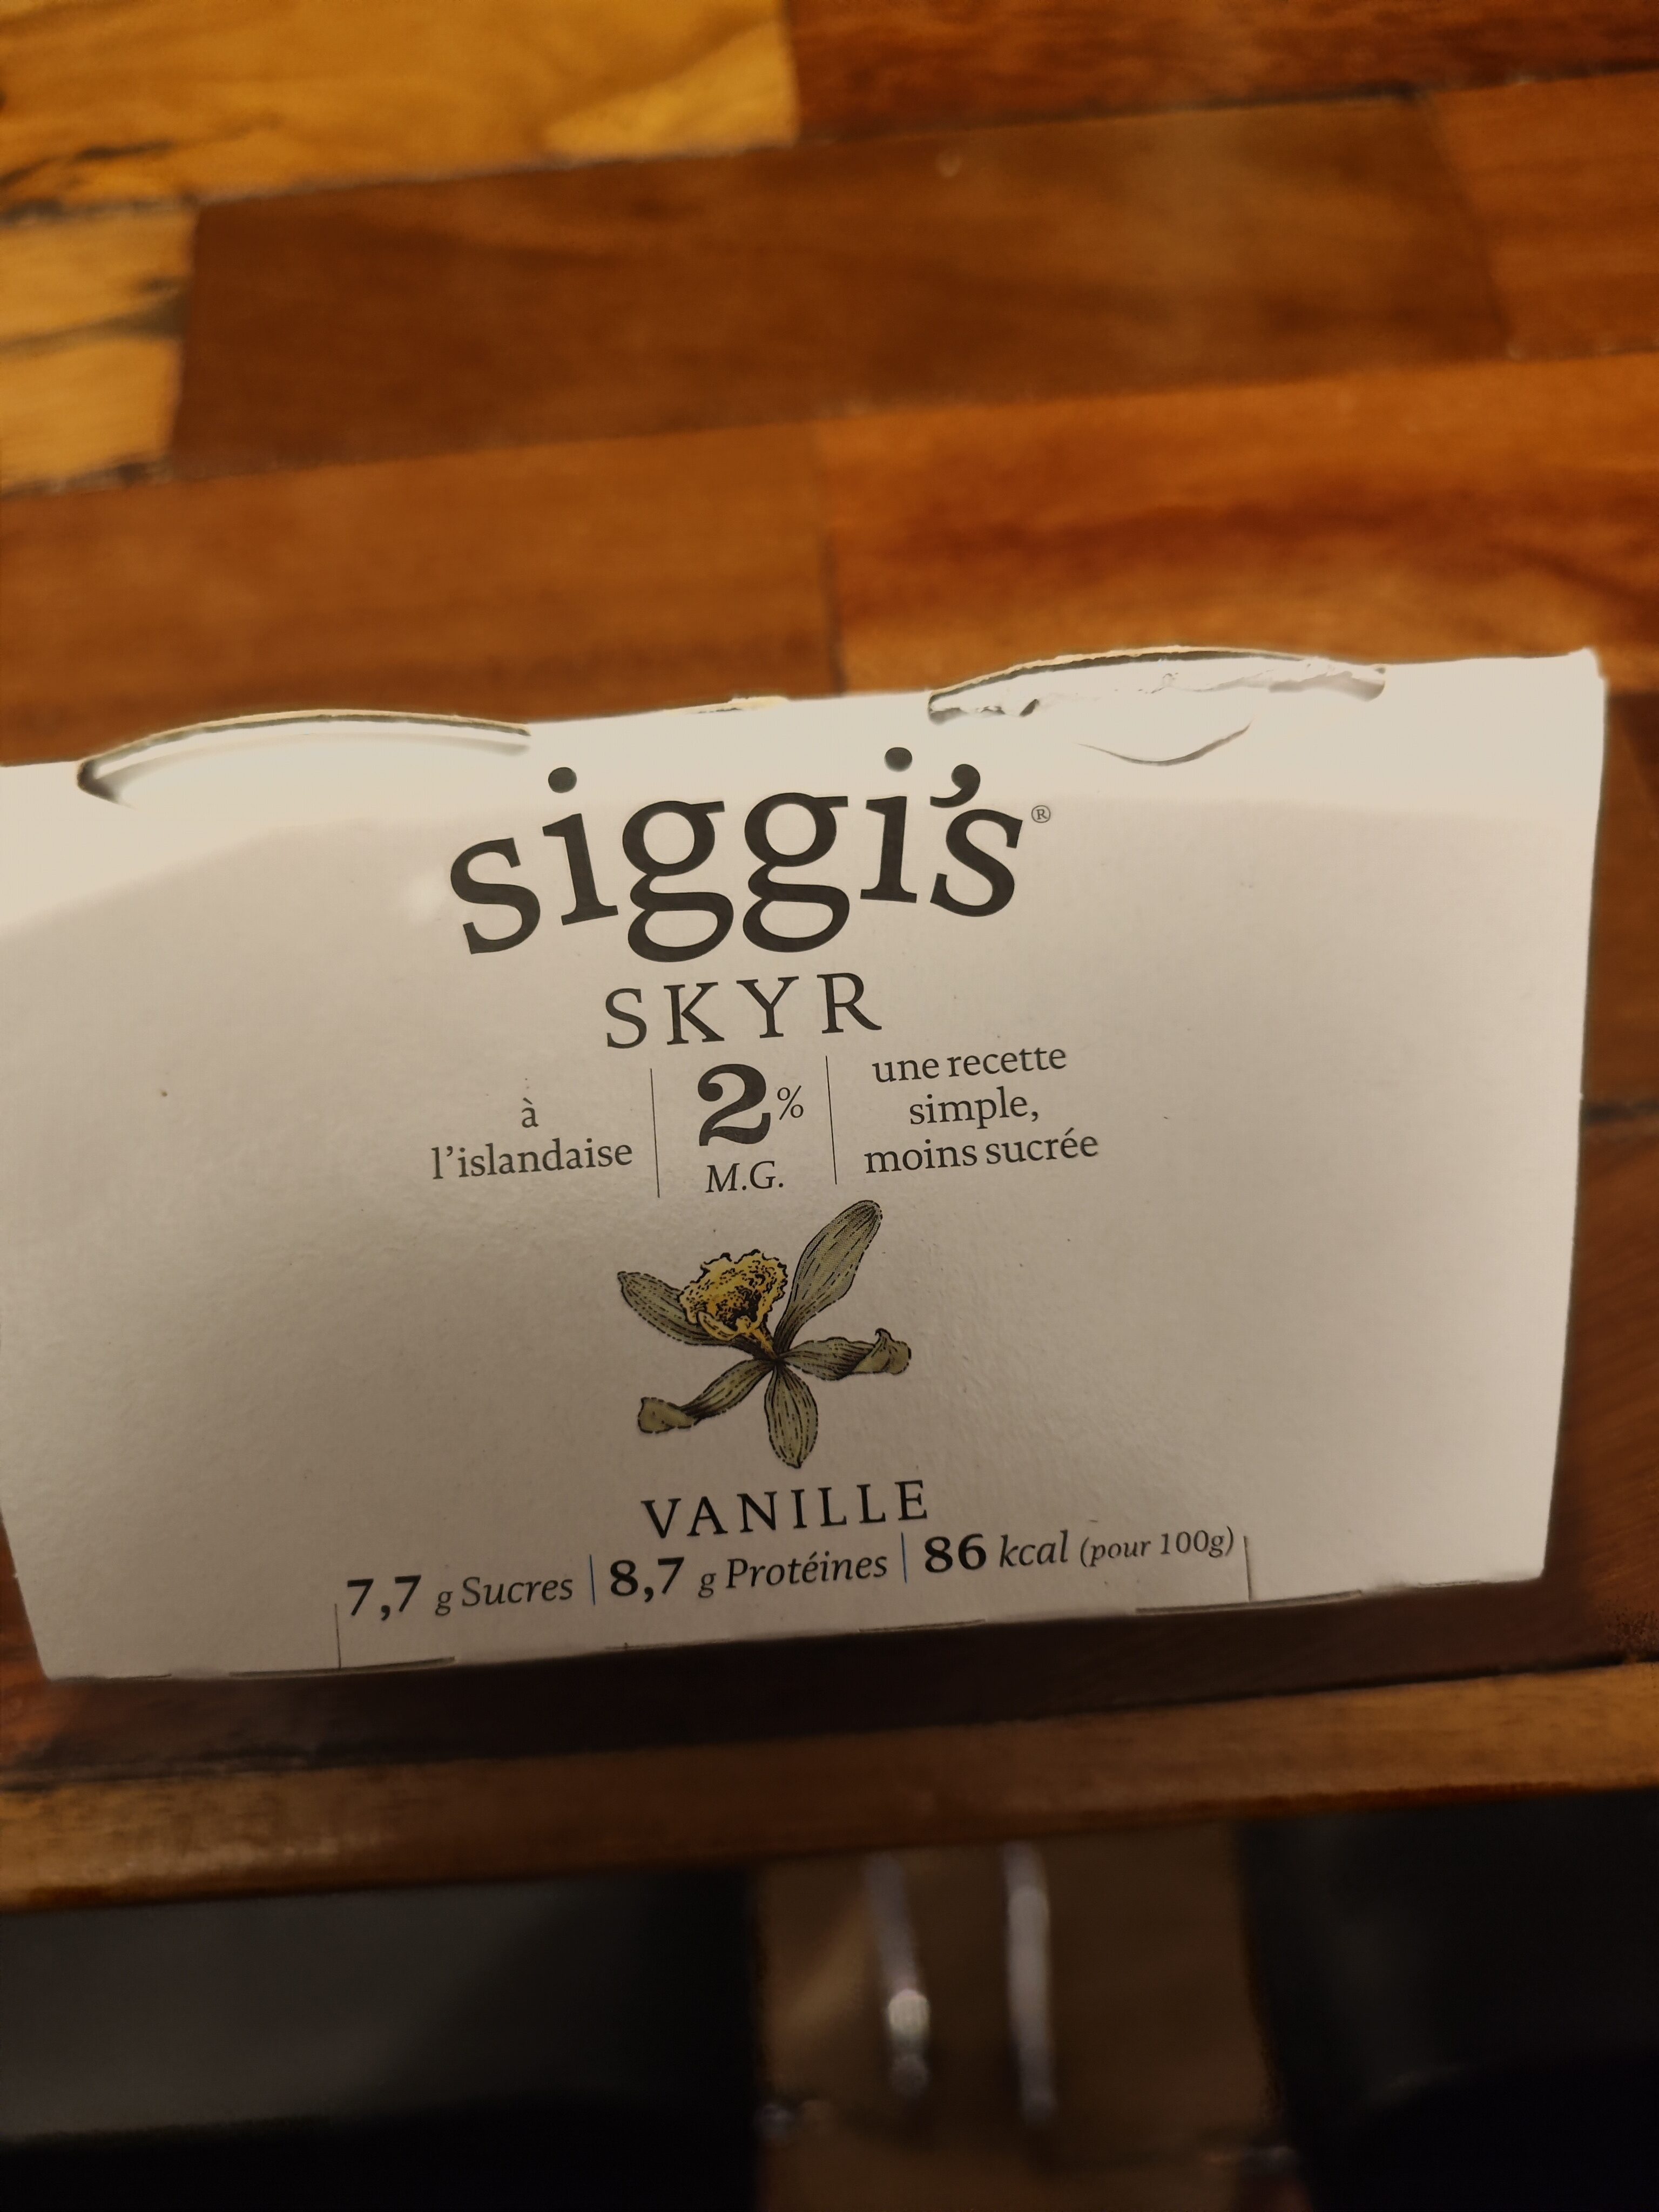 siggi's®
SKYR
à
l'islandaise
2%
M.G.
une recette
simple,
moins sucrée
VANILLE
7,7 g Sucres | 8,7 g Protéines | 86 kcal (pour 100g)